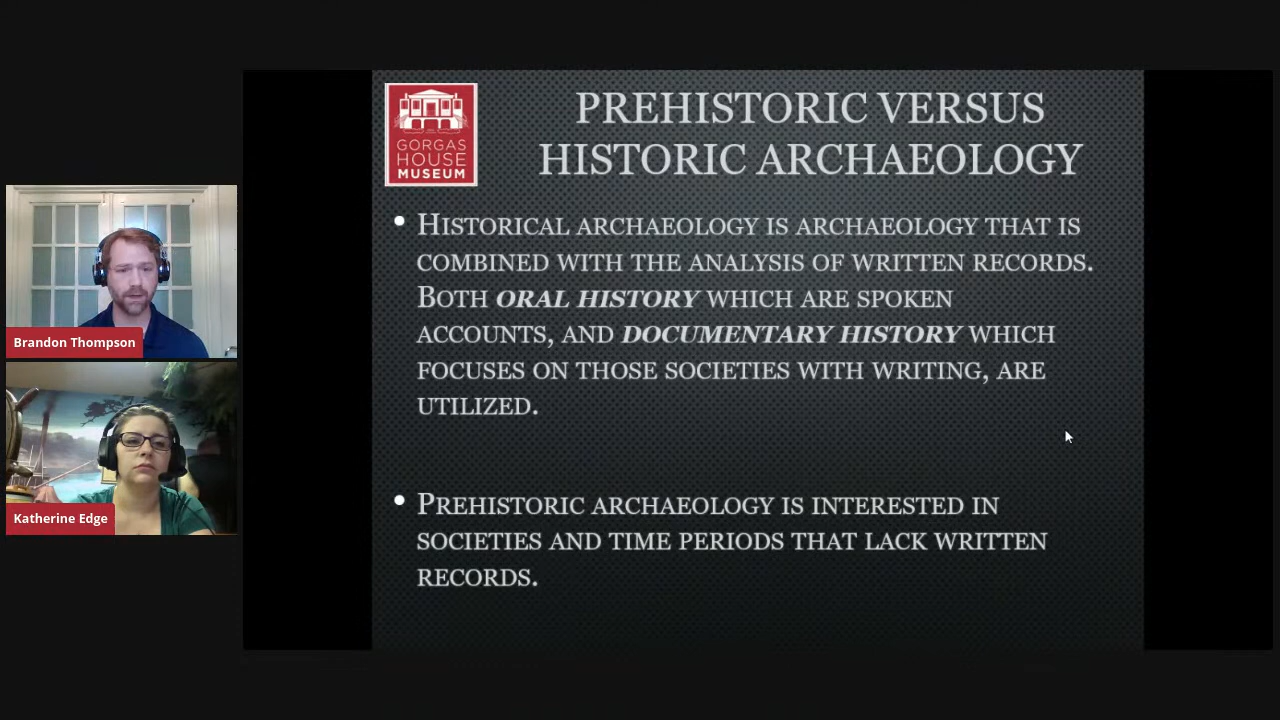 GORGAS
HOUSE
MUSEUM
PREHISTORIC VERSUS
HISTORIC ARCHAEOLOGY
• HISTORICAL ARCHAEOLOGY IS ARCHAEOLOGY THAT IS
COMBINED WITH THE ANALYSIS OF WRITTEN RECORDS.
BOTH ORAL HISTORY WHICH ARE SPOKEN
ACCOUNTS, AND DOCUMENTARY HISTORY WHICH
FOCUSES ON THOSE SOCIETIES WITH WRITING, ARE
UTILIZED.
• PREHISTORIC ARCHAEOLOGY IS INTERESTED IN
SOCIETIES AND TIME PERIODS THAT LACK WRITTEN
RECORDS.
Brandon Thompson
Katherine Edge